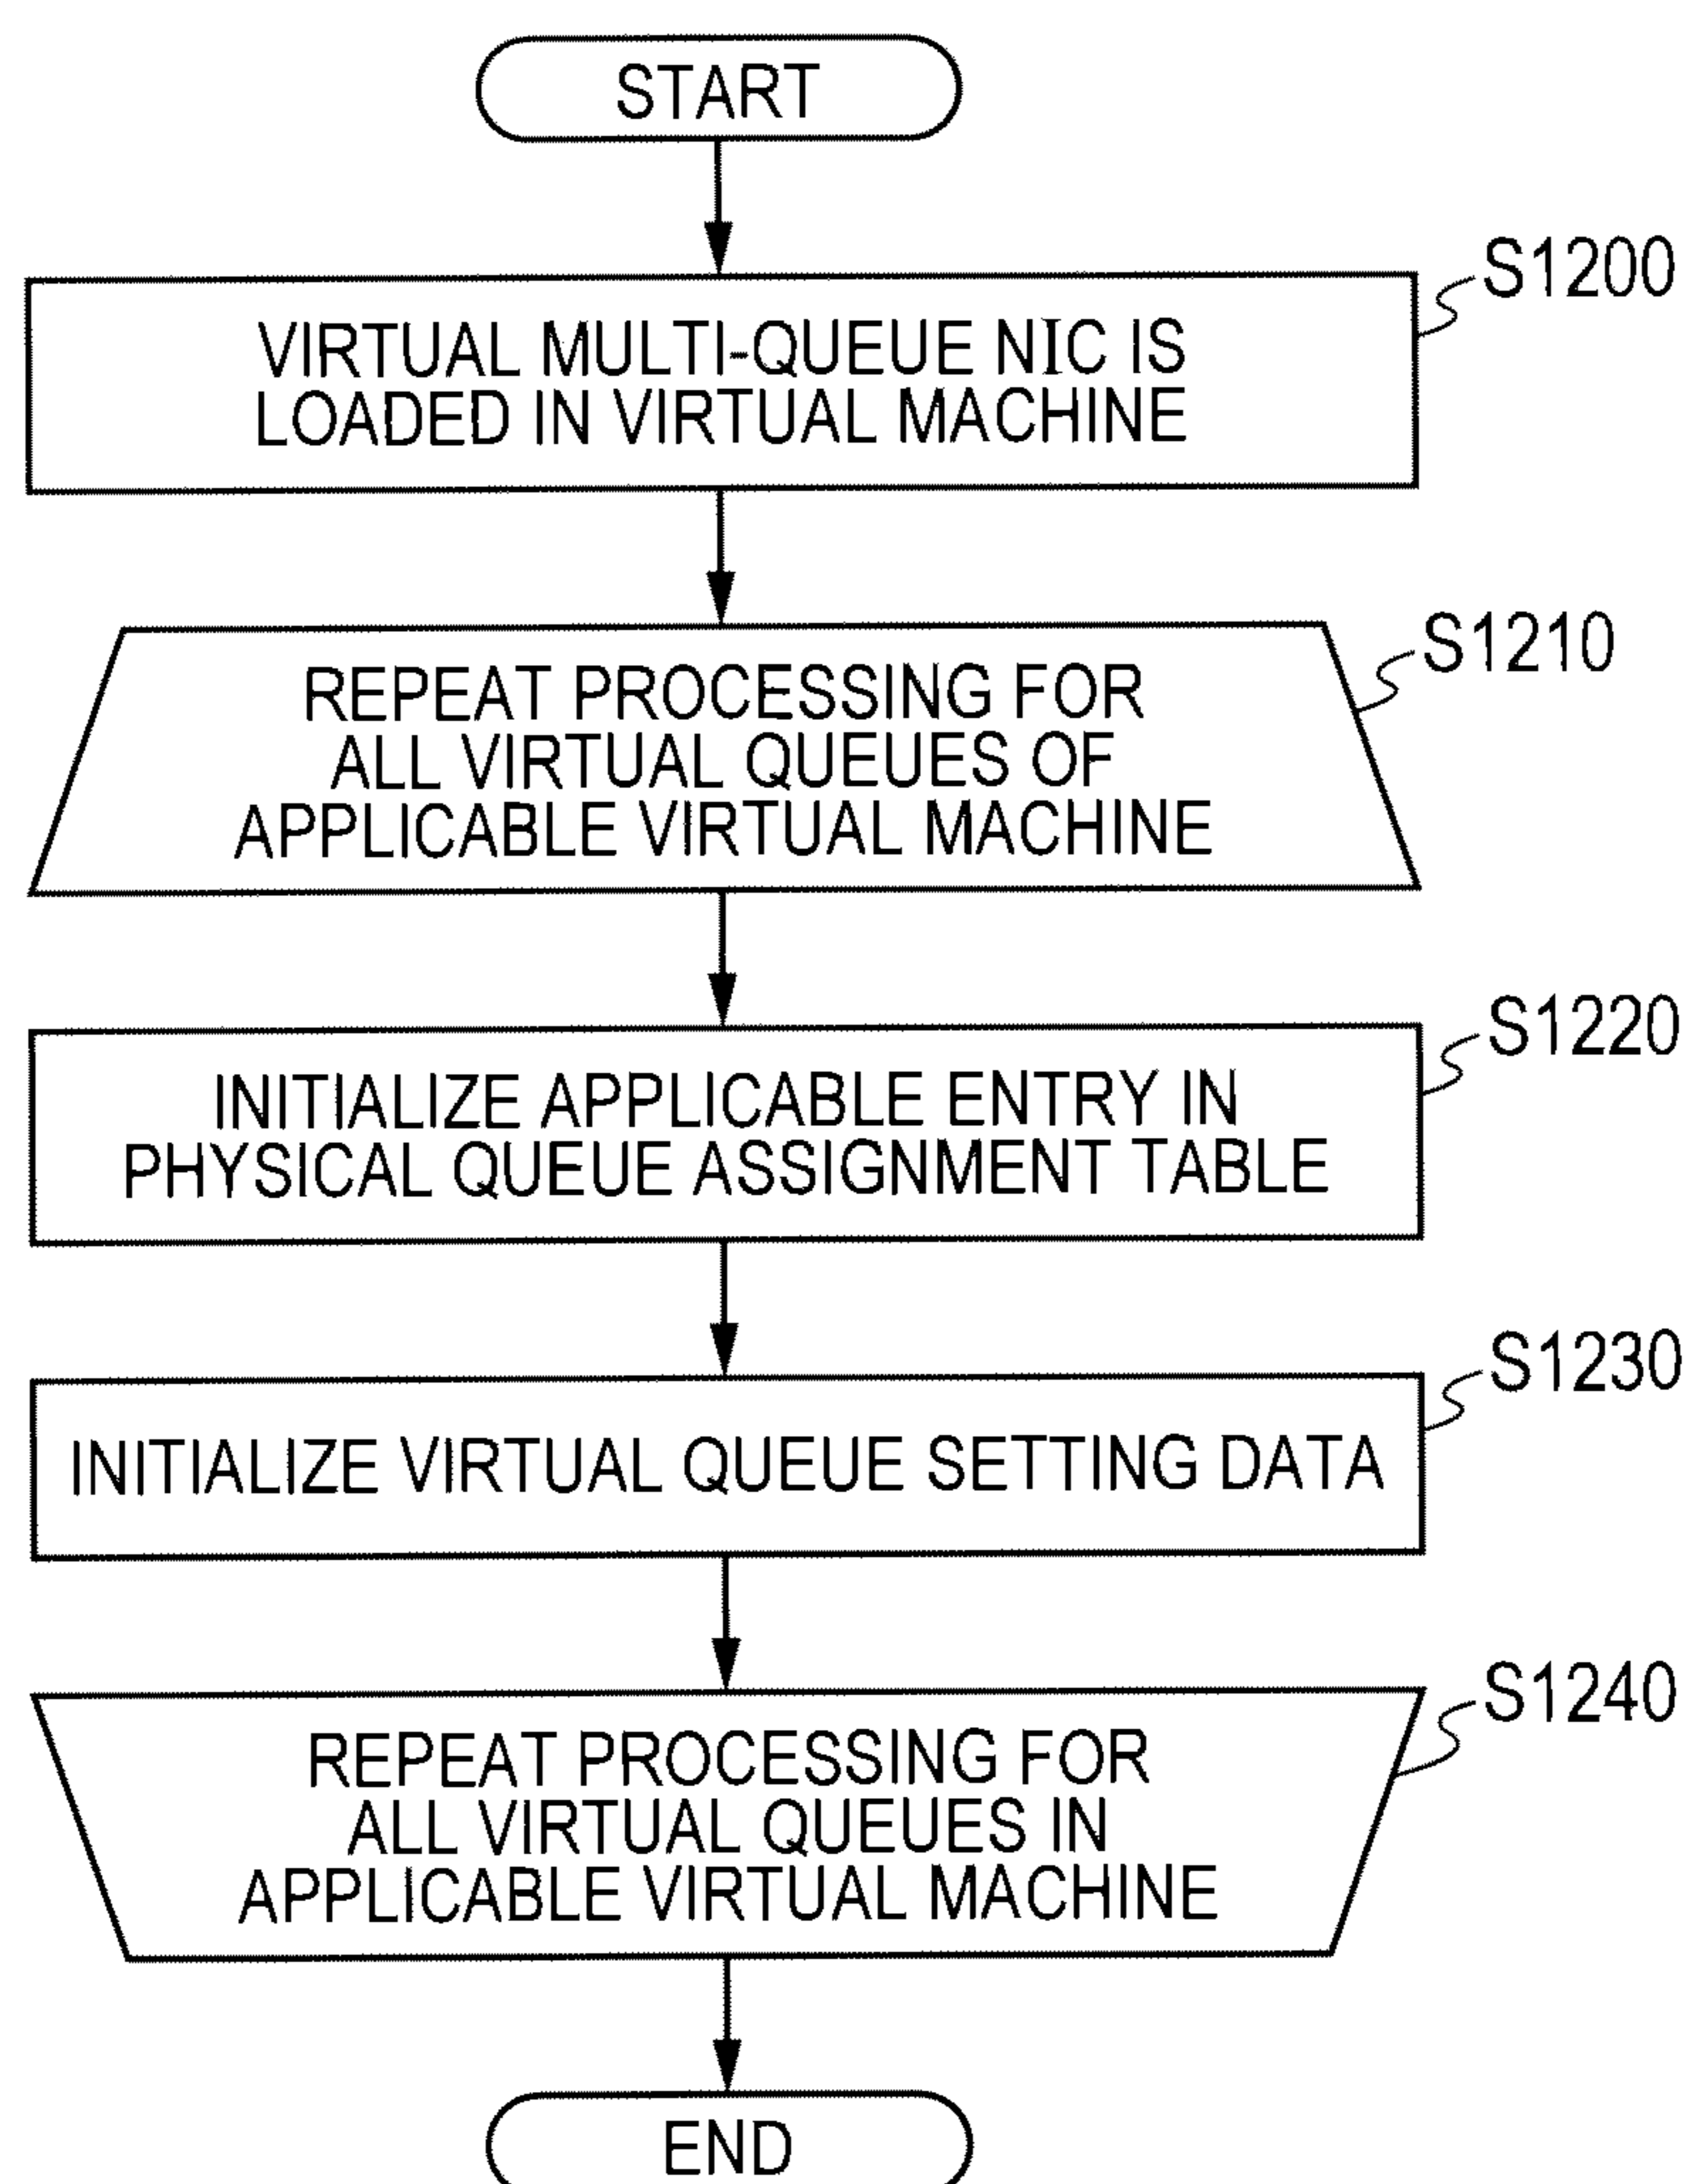 START
S1200
VIRTUAL MULTI-QUEUE NIC IS
LOADED IN VIRTUAL MACHINE
S1210
REPEAT PROCESSING FOR
ALL VIRTUAL QUEUES OF
APPLICABLE VIRTUAL MACHINE
S1220
INITIALIZE APPLICABLE ENTRY IN
PHYSICAL QUEUE ASSIGNMENT TABLE
S1230
INITIALIZE VIRTUAL QUEUE SETTING DATA
S1240
REPEAT PROCESSING FOR
ALL VIRTUAL QUEUES IN
APPLICABLE VIRTUAL MACHINE
END